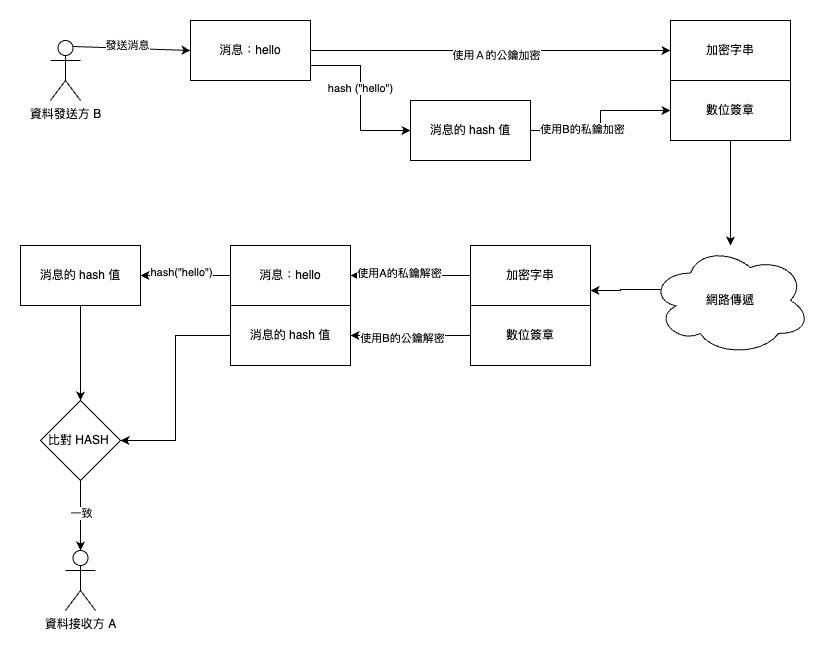 發送消息
消息：hello
使用 A 的公鑰加密
加密字串
hash ("hello")
資料發送方 B
消息的 hash 值
使用B的私鑰加密
數位簽章
消息的 hash 值
hash("hello")
消息：hello
使用A的私鑰解密
加密字串
網路傳遞
消息的 hash 值
使用B的公鑰解密
數位簽章
比對 HASH
一致
資料接收方 A